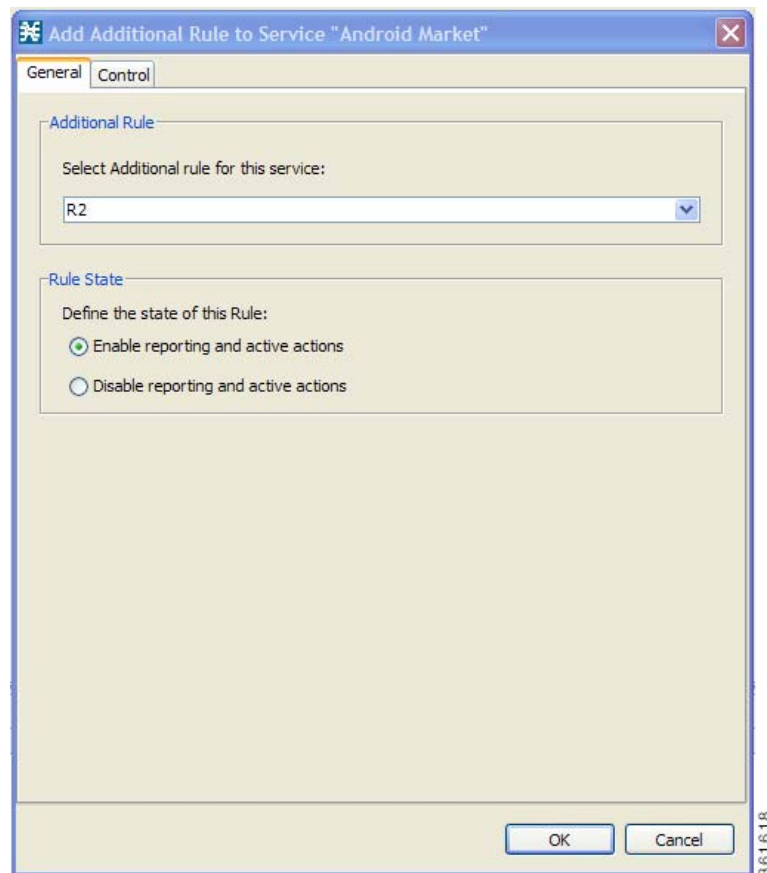 Add Additional Rule to Service "Android Market"
General Control
Additional Rule
Select Additional rule for this service:
R2
Rule State
Define the state of this Rule:
Enable reporting and active actions
Disable reporting and active actions
OK Cancel
361618